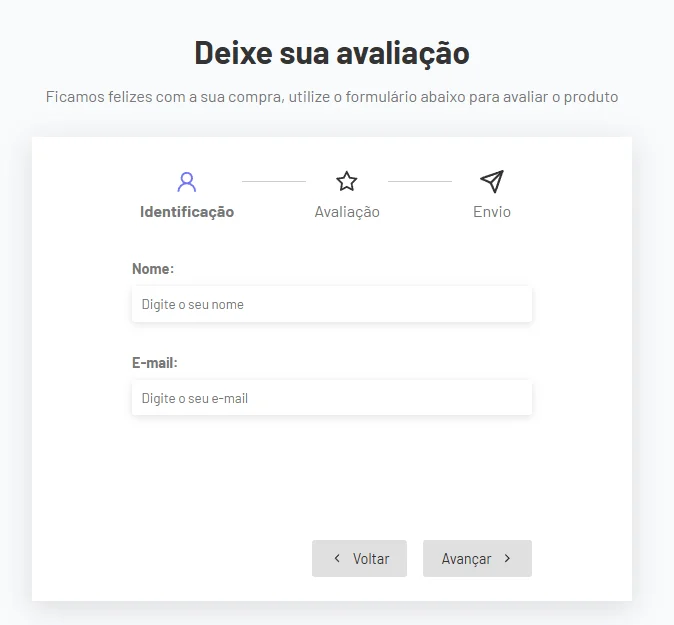 Deixe sua avaliação
Ficamos felizes com a sua compra, utilize o formulário abaixo para avaliar o produto
Identificação
Avaliação
Envio
Nome:
Digite o seu nome
E-mail:
Digite o seu e-mail
Voltar
Avançar